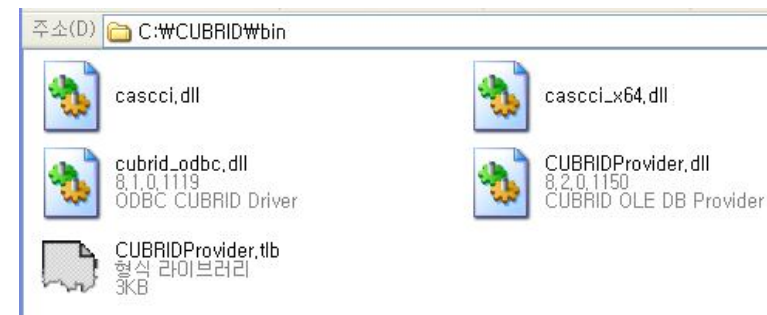 주소(D) C:₩CUBRID₩bin
cascci,dll
cascci_x64,dll
cubrid_odbc,dll
8,1,0,1119
ODBC CUBRID Driver
CUBRIDProvider,dll
8,2,0,1150
CUBRID OLE DB Provider
CUBRIDProvider,tlb
형식 라이브러리
3KB